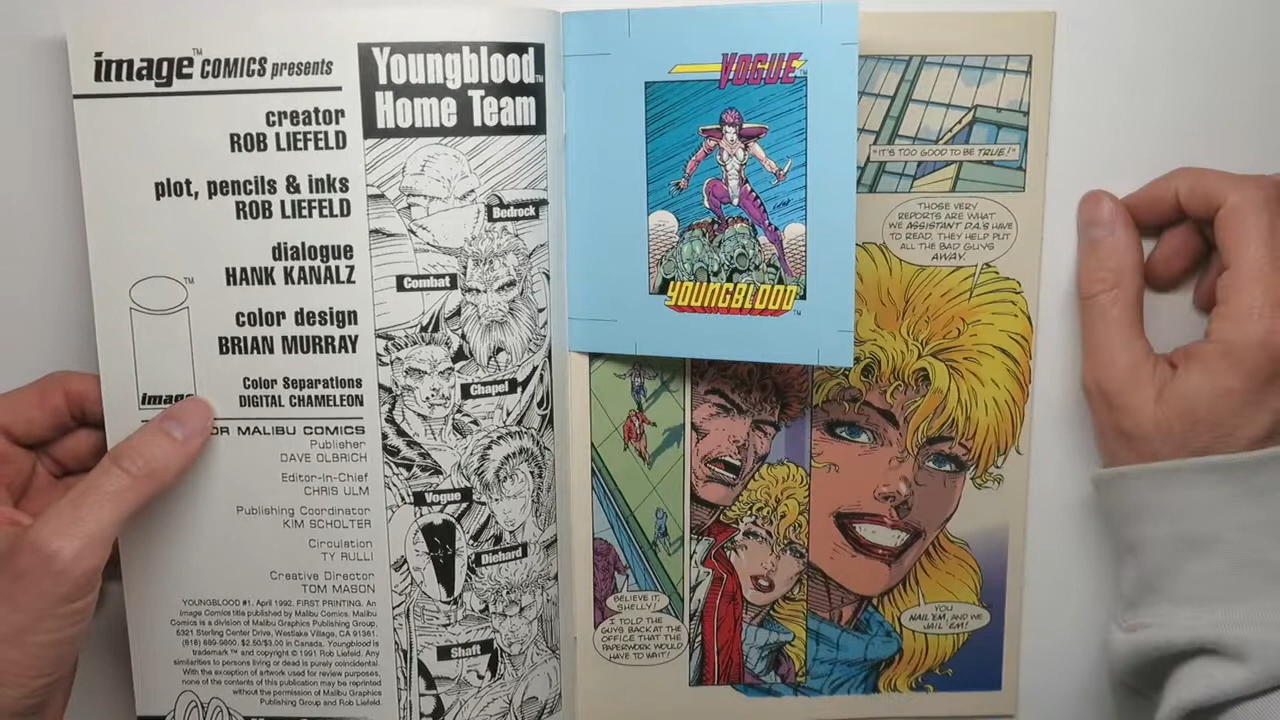 image™ COMICS presents
creator
ROB LIEFELD
plot, pencils & inks
ROB LIEFELD
dialogue
HANK KANALZ
color design
BRIAN MURRAY
Color Separations
DIGITAL CHAMELEON
TM
image
OR MALIBU COMICS
Publisher
DAVE OLBRICH
Editor-In-Chief
CHRIS ULM
Publishing Coordinator
KIM SCHOLTER
Circulation
TY RULLI
Creative Director
TOM MASON
YOUNGBLOOD #1. April 1992. FIRST PRINTING. An
Image Comics title published by Malibu Comics. Malibu
Comics is a division of Malibu Graphics Publishing Group,
5321 Sterling Center Drive, Westlake Village, CA 91361.
(818) 889-9800. $2.50/$3.00 in Canada. Youngblood is
trademark ™ and copyright © 1991 Rob Liefeld. Any
similarities to persons living or dead is purely coincidental.
With the exception of artwork used for review purposes,
none of the contents of this publication may be reprinted
without the permission of Malibu Graphics
Publishing Group and Rob Liefeld.
Youngblood™
Home Team
Bedrock
Combat
Chapel
Vogue
Diehard
Shaft
VOGUE™
YOUNGBLOOD™
"IT'S TOO GOOD TO BE TRUE!"
THOSE VERY
REPORTS ARE WHAT
WE ASSISTANT D.A.'S HAVE
TO READ. THEY HELP PUT
ALL THE BAD GUYS
AWAY.
BELIEVE IT,
SHELLY!
I TOLD THE
GUYS BACK AT THE
OFFICE THAT THE
PAPERWORK WOULD
HAVE TO WAIT!
YOU
NAIL 'EM, AND WE
JAIL 'EM!